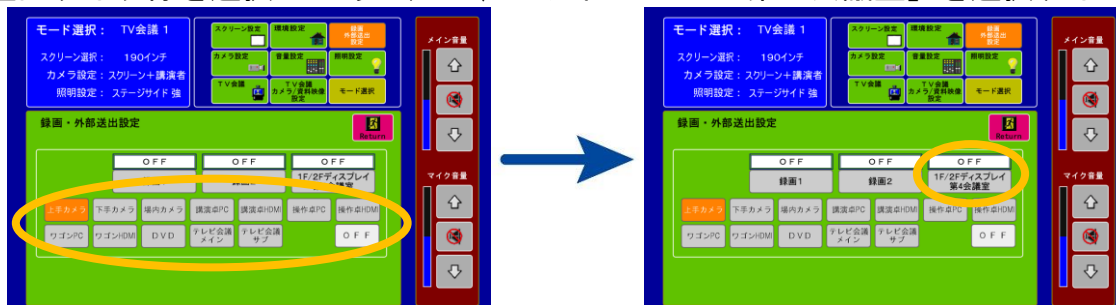 モード選択： TV会議 1
スクリーン選択： 190インチ
カメラ設定：スクリーン＋講演者
照明設定： ステージサイド 強
スクリーン設定
環境設定
録画
外部送出
設定
カメラ設定
音量設定
照明設定
TV会議
TV会議
カメラ/資料映像
設定
モード選択
メイン音量
録画・外部送出設定
Return
マイク音量
OFF
OFF
OFF
1F/2Fディスプレイ
上手カメラ
下手カメラ
場内カメラ
講演卓PC
講演卓HDMI
操作卓PC
操作卓HDMI
ワゴンPC
ワゴンHDMI
DVD
テレビ会議
メイン
テレビ会議
サブ
OFF
モード選択： TV会議 1
スクリーン選択： 190インチ
カメラ設定：スクリーン＋講演者
照明設定： ステージサイド 強
スクリーン設定
環境設定
録画
外部送出
設定
カメラ設定
音量設定
照明設定
TV会議
TV会議
カメラ/資料映像
設定
モード選択
メイン音量
録画・外部送出設定
Return
マイク音量
OFF
OFF
OFF
録画1
録画2
1F/2Fディスプレイ
第4会議室
上手カメラ
下手カメラ
場内カメラ
講演卓PC
講演卓HDMI
操作卓PC
操作卓HDMI
ワゴンPC
ワゴンHDMI
DVD
テレビ会議
メイン
テレビ会議
サブ
OFF